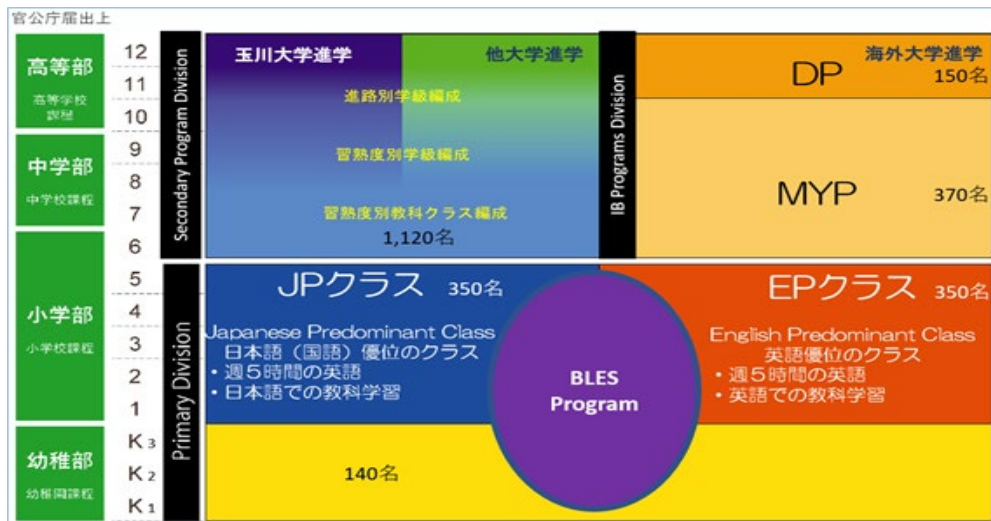 官公庁届出上
高等部
高等学校
課程
中学部
中学校課程
小学部
小学校課程
幼稚部
幼稚園課程
12
11
10
9
8
7
6
5
4
3
2
1
K 3
K 2
K 1
Secondary Program Division
Primary Division
玉川大学進学
他大学進学
進路別学級編成
習熟度別学級編成
習熟度別教科クラス編成
1,120名
IB Programs Division
海外大学進学
DP
150名
MYP
370名
JPクラス 350名
Japanese Predominant Class
日本語（国語）優位のクラス
・週5時間の英語
・日本語での教科学習
BLES
Program
EPクラス 350名
English Predominant Class
英語優位のクラス
・週5時間の英語
・英語での教科学習
140名